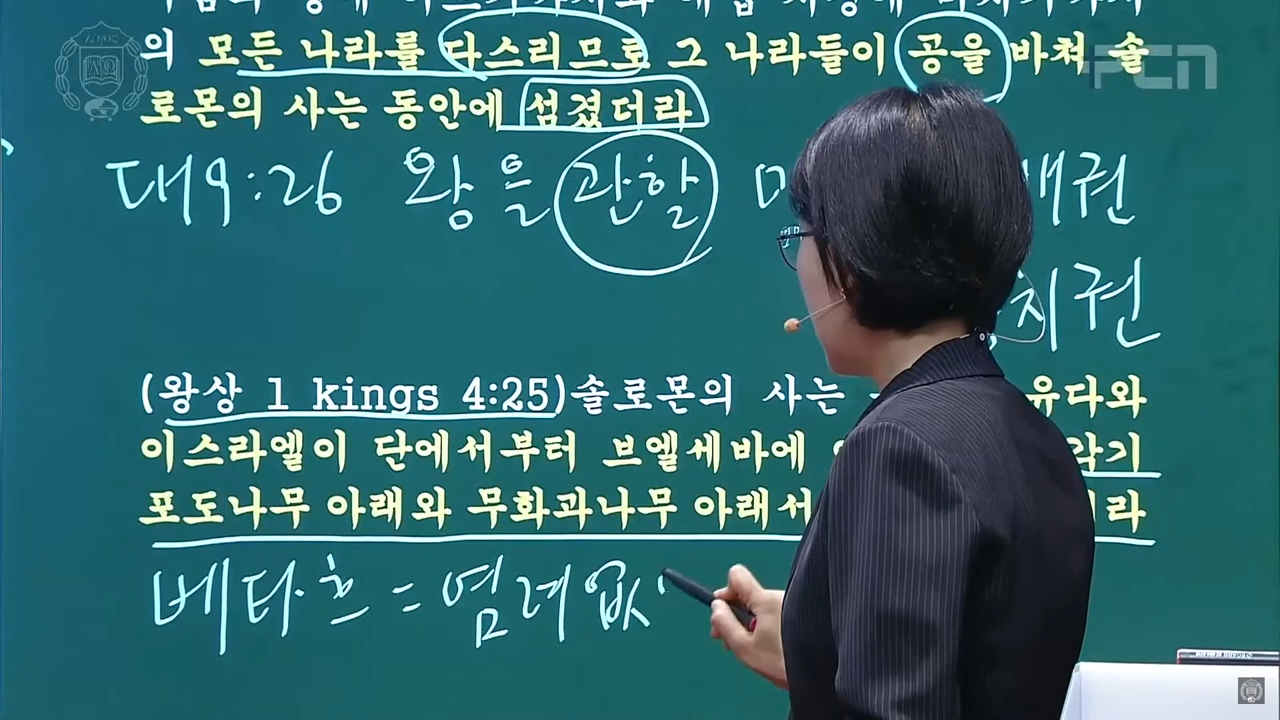 의 모든 나라를 다스리므로 그 나라들이 공을 바쳐 솔
로몬의 사는 동안에 섬겼더라
대9:26 왕을 관할
지권
(왕상 1 kings 4:25)솔로몬의 사는 유다와
이스라엘이 단에서부터 브엘세바에 각기
포도나무 아래와 무화과나무 아래서 라
베타흐 = 염려없